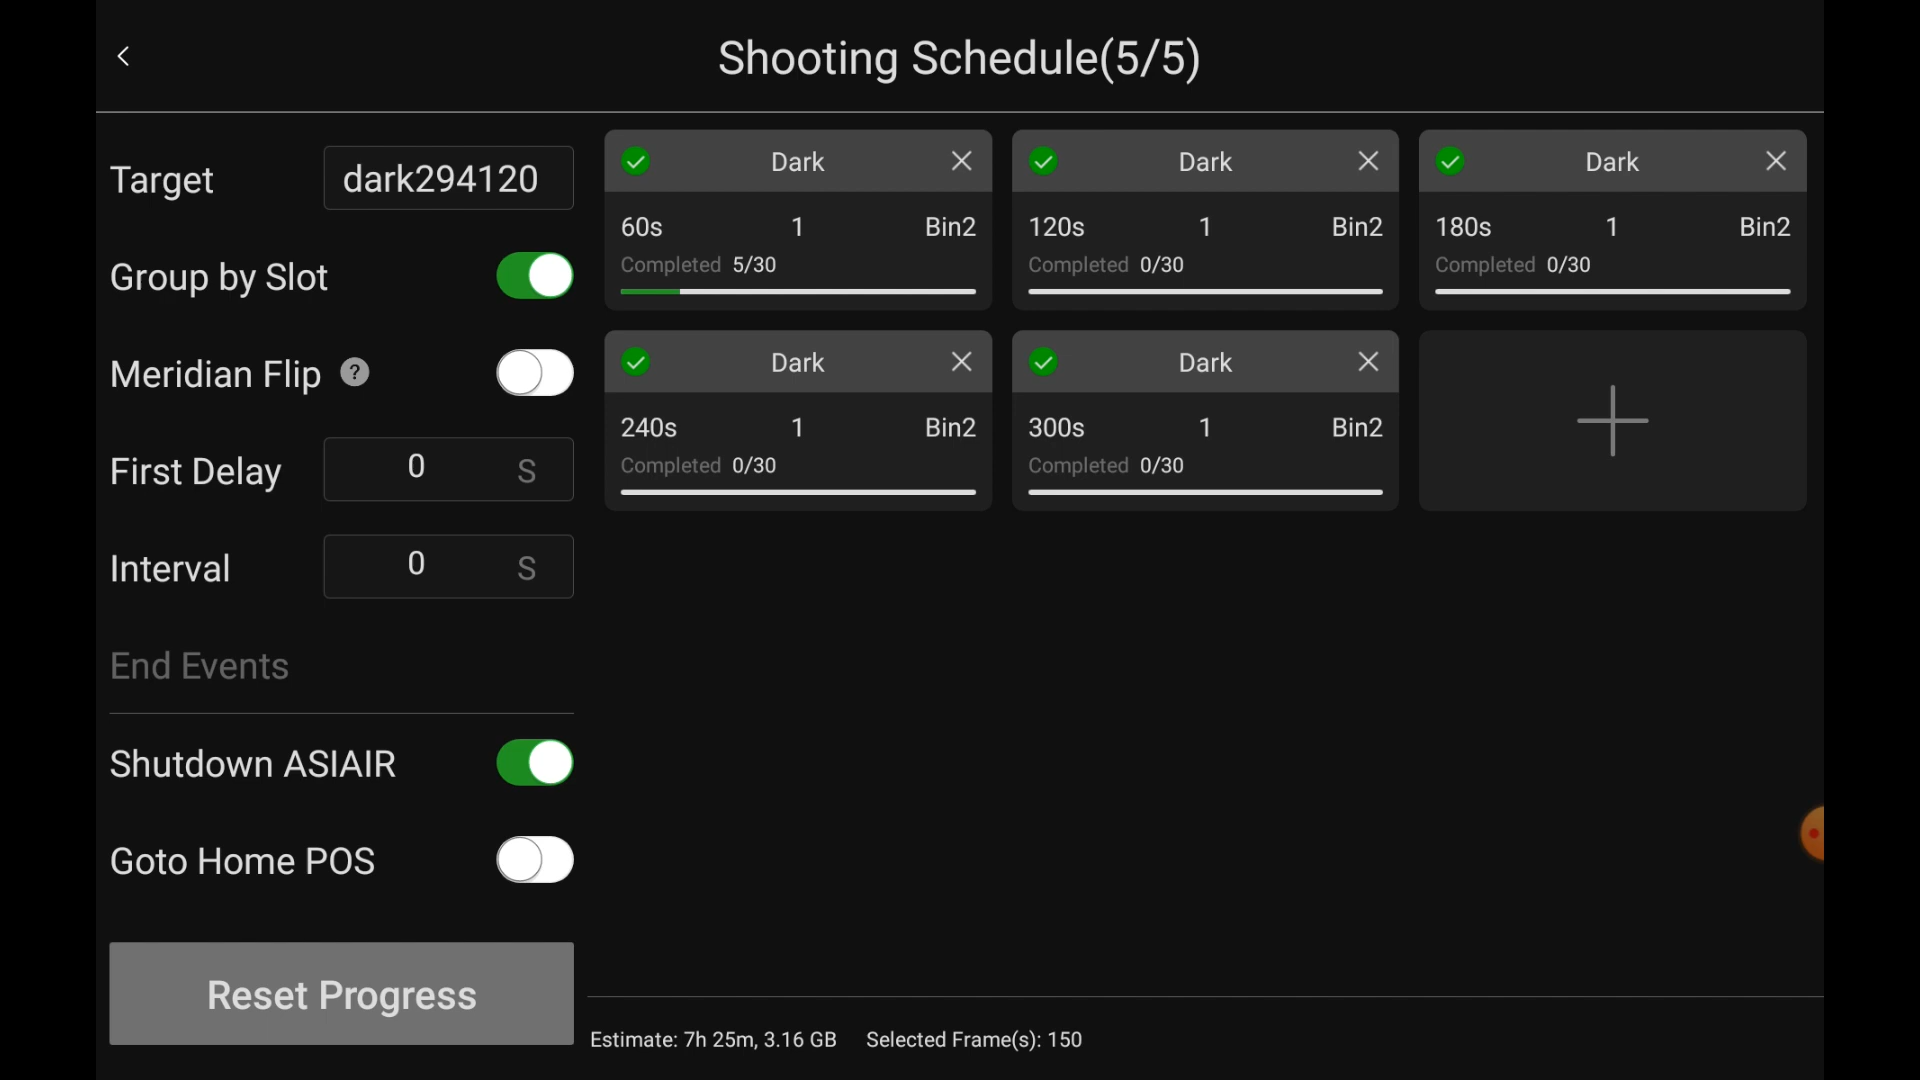 Shooting Schedule(5/5)
Target dark294120
Group by Slot
Meridian Flip ?
First Delay 0 S
Interval 0 S
End Events
Shutdown ASIAIR
Goto Home POS
Reset Progress
Dark
60s 1 Bin2
Completed 5/30
Dark
120s 1 Bin2
Completed 0/30
Dark
180s 1 Bin2
Completed 0/30
Dark
240s 1 Bin2
Completed 0/30
Dark
300s 1 Bin2
Completed 0/30
Estimate: 7h 25m, 3.16 GB Selected Frame(s): 150